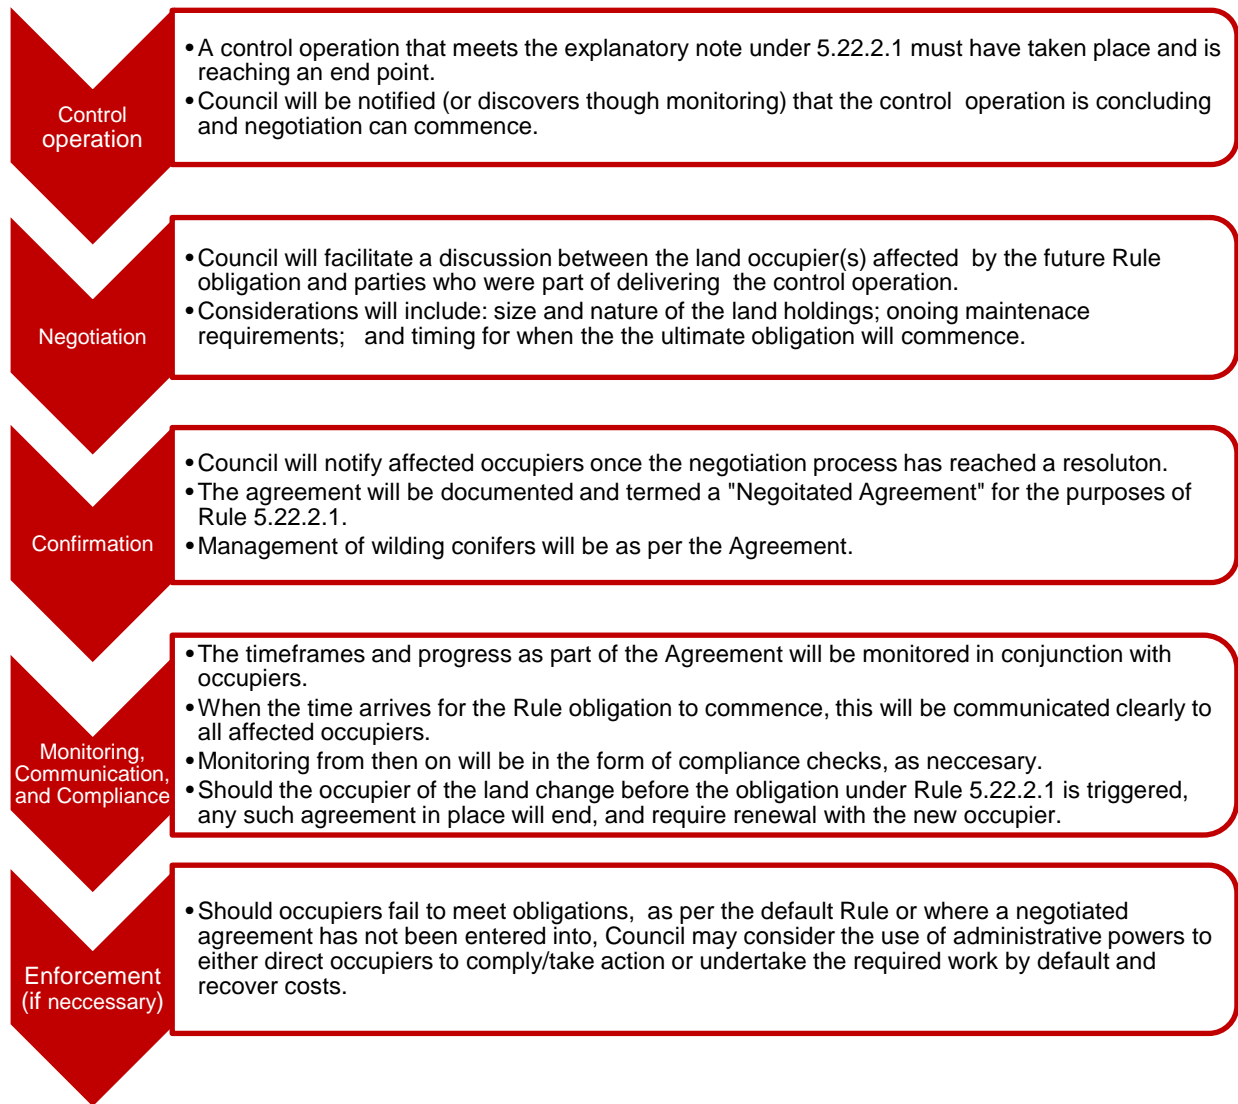 Control
operation
•A control operation that meets the explanatory note under 5.22.2.1 must have taken place and is
reaching an end point.
•Council will be notified (or discovers though monitoring) that the control operation is concluding
and negotiation can commence.
Negotiation
•Council will facilitate a discussion between the land occupier(s) affected by the future Rule
obligation and parties who were part of delivering the control operation.
•Considerations will include: size and nature of the land holdings; onoing maintenace
requirements; and timing for when the the ultimate obligation will commence.
Confirmation
•Council will notify affected occupiers once the negotiation process has reached a resoluton.
•The agreement will be documented and termed a "Negoitated Agreement" for the purposes of
Rule 5.22.2.1.
•Management of wilding conifers will be as per the Agreement.
Monitoring,
Communication,
and Compliance
•The timeframes and progress as part of the Agreement will be monitored in conjunction with
occupiers.
•When the time arrives for the Rule obligation to commence, this will be communicated clearly to
all affected occupiers.
•Monitoring from then on will be in the form of compliance checks, as neccesary.
•Should the occupier of the land change before the obligation under Rule 5.22.2.1 is triggered,
any such agreement in place will end, and require renewal with the new occupier.
Enforcement
(if neccessary)
•Should occupiers fail to meet obligations, as per the default Rule or where a negotiated
agreement has not been entered into, Council may consider the use of administrative powers to
either direct occupiers to comply/take action or undertake the required work by default and
recover costs.